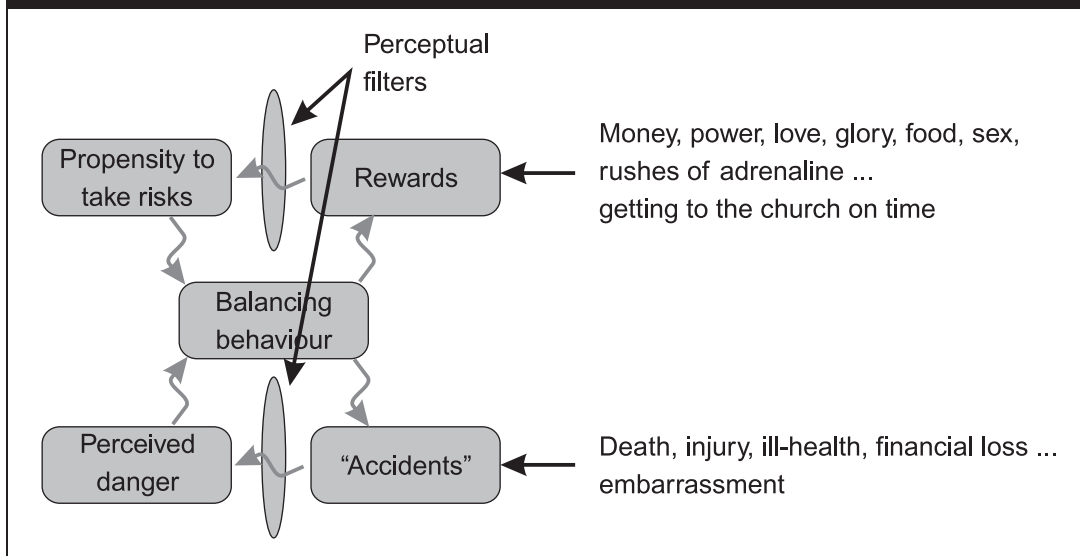 Perceptual
filters
Propensity to
take risks
Rewards
Money, power, love, glory, food, sex,
rushes of adrenaline ...
getting to the church on time
Balancing
behaviour
Perceived
danger
“Accidents”
Death, injury, ill-health, financial loss ...
embarrassment